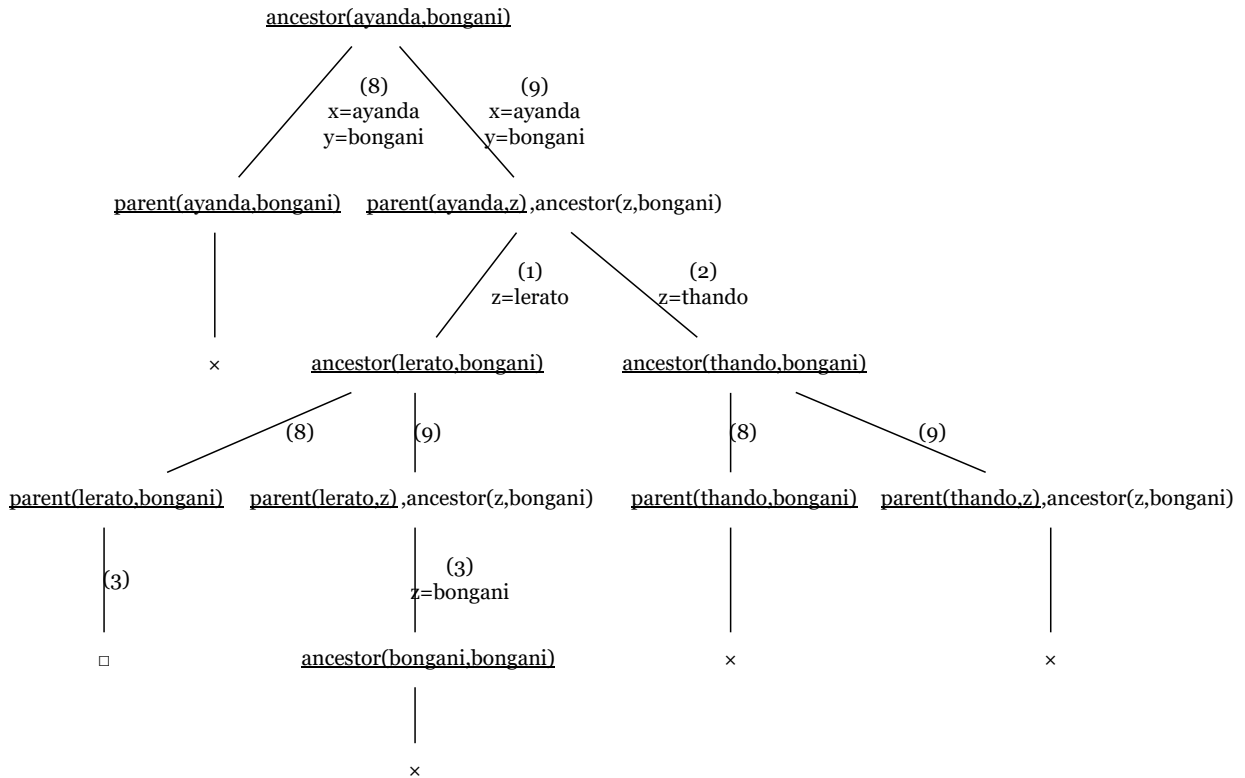 ancestor(ayanda,bongani)
(8)
x=ayanda
y=bongani
(9)
x=ayanda
y=bongani
parent(ayanda,bongani)
parent(ayanda,z),ancestor(z,bongani)
(1)
z=lerato
(2)
z=thando
×
ancestor(lerato,bongani)
ancestor(thando,bongani)
(8)
(9)
(8)
(9)
parent(lerato,bongani)
parent(lerato,z),ancestor(z,bongani)
parent(thando,bongani)
parent(thando,z),ancestor(z,bongani)
(3)
(3)
z=bongani
□
ancestor(bongani,bongani)
×
×
×